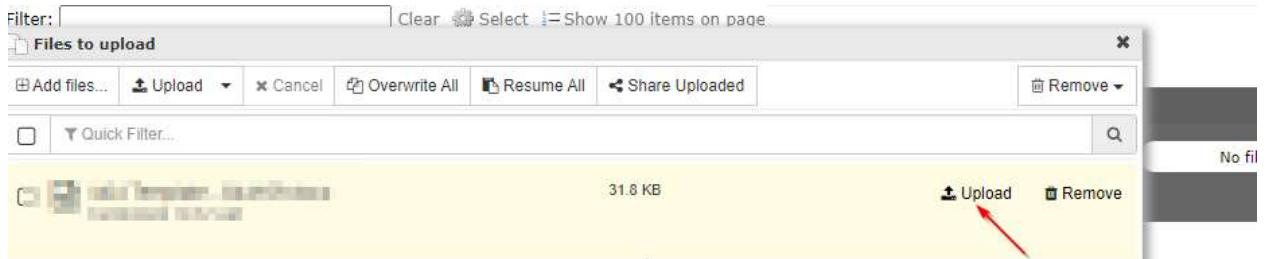 Filter: Clear Select Show 100 items on page
Files to upload
Add files... Upload Cancel Overwrite All Resume All Share Uploaded Remove
Quick Filter...
No fil
31.8 KB Upload Remove